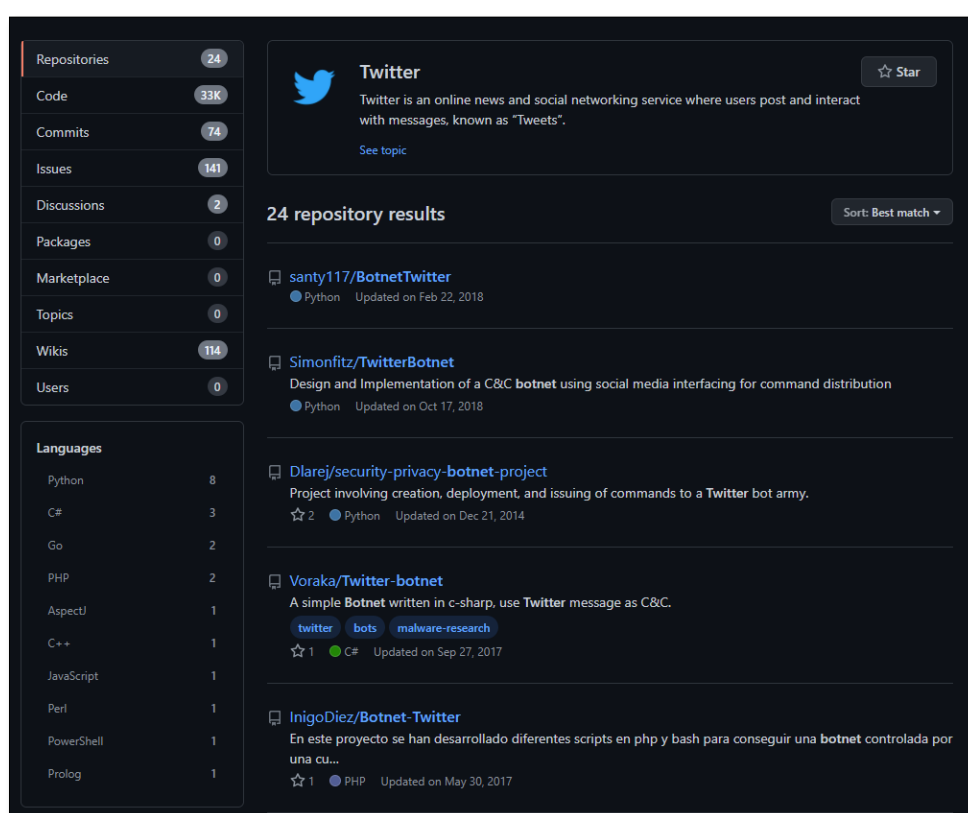 Repositories 24
Code 33K
Commits 74
Issues 141
Discussions 2
Packages 0
Marketplace 0
Topics 0
Wikis 114
Users 0
Languages
Python 8
C# 3
Go 2
PHP 2
AspectJ 1
C++ 1
JavaScript 1
Perl 1
PowerShell 1
Prolog 1
Twitter
Star
Twitter is an online news and social networking service where users post and interact
with messages, known as “Tweets”.
See topic
24 repository results
Sort: Best match
santy117/BotnetTwitter
Python Updated on Feb 22, 2018
Simonfitz/TwitterBotnet
Design and Implementation of a C&C botnet using social media interfacing for command distribution
Python Updated on Oct 17, 2018
Dlarej/security-privacy-botnet-project
Project involving creation, deployment, and issuing of commands to a Twitter bot army.
2 Python Updated on Dec 21, 2014
Voraka/Twitter-botnet
A simple Botnet written in c-sharp, use Twitter message as C&C.
twitter bots malware-research
1 C# Updated on Sep 27, 2017
InigoDiez/Botnet-Twitter
En este proyecto se han desarrollado diferentes scripts en php y bash para conseguir una botnet controlada por
una cu...
1 PHP Updated on May 30, 2017